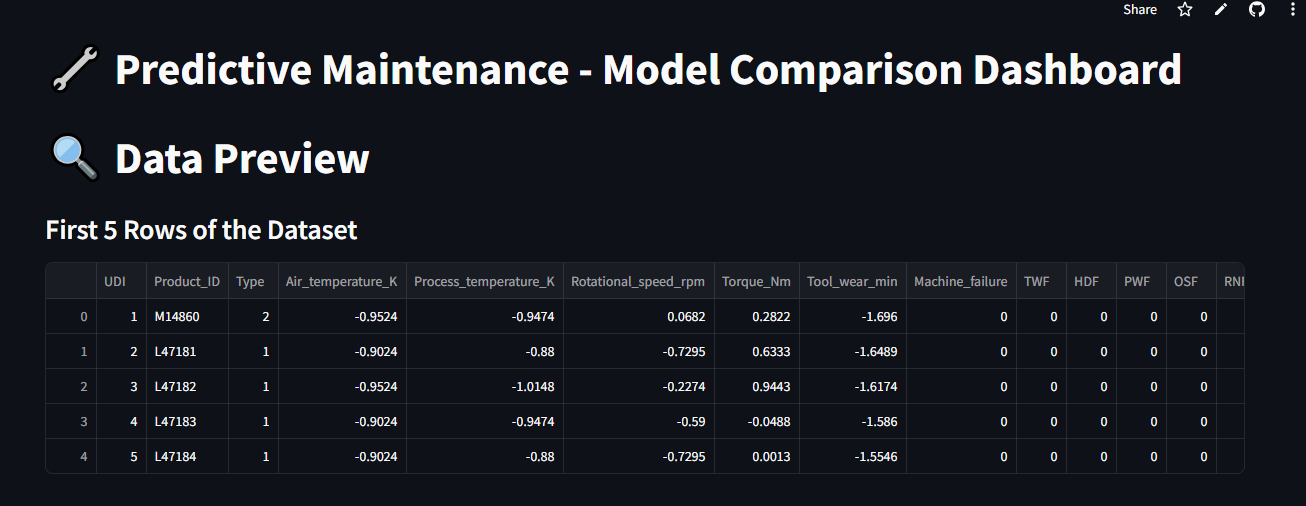 Share
Predictive Maintenance - Model Comparison Dashboard
Data Preview
First 5 Rows of the Dataset
UDI Product_ID Type Air_temperature_K Process_temperature_K Rotational_speed_rpm Torque_Nm Tool_wear_min Machine_failure TWF HDF PWF OSF RNI
0 1 M14860 2 -0.9524 -0.9474 0.0682 0.2822 -1.696 0 0 0 0 0
1 2 L47181 1 -0.9024 -0.88 -0.7295 0.6333 -1.6489 0 0 0 0 0
2 3 L47182 1 -0.9524 -1.0148 -0.2274 0.9443 -1.6174 0 0 0 0 0
3 4 L47183 1 -0.9024 -0.9474 -0.59 -0.0488 -1.586 0 0 0 0 0
4 5 L47184 1 -0.9024 -0.88 -0.7295 0.0013 -1.5546 0 0 0 0 0